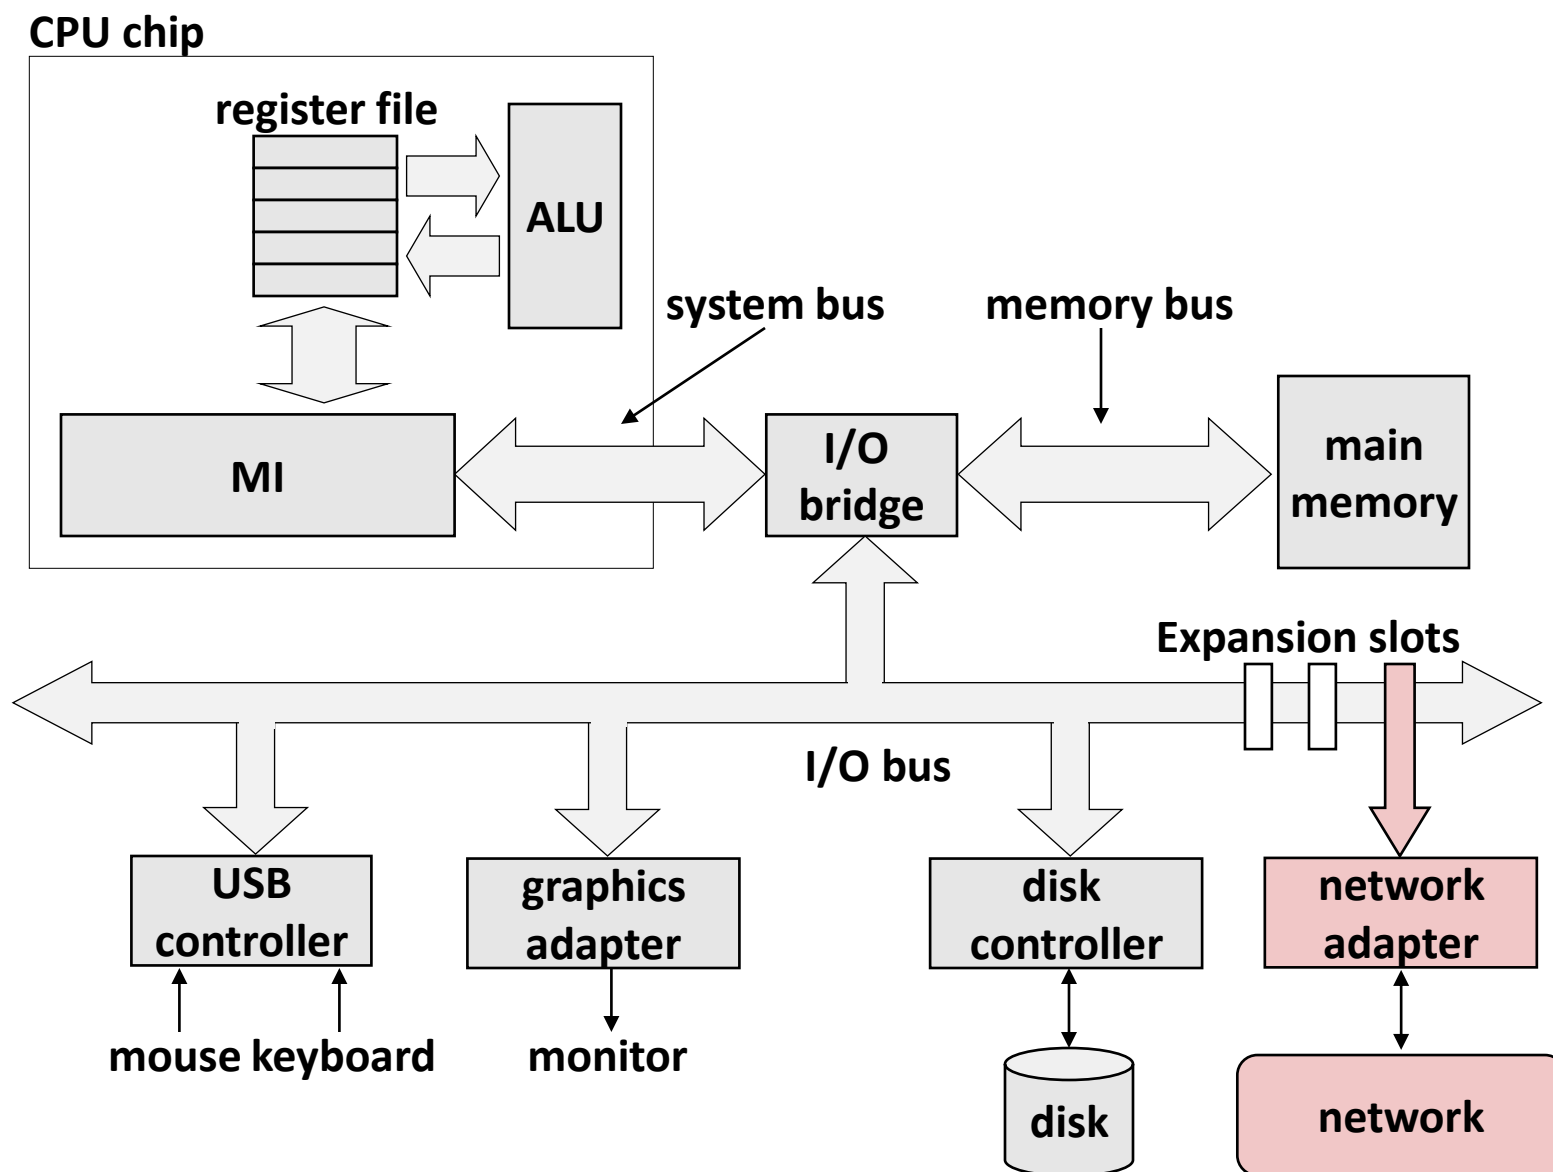 CPU chip
register file
ALU
system bus
memory bus
MI
I/O
bridge
main
memory
Expansion slots
I/O bus
USB
controller
graphics
adapter
disk
controller
network
adapter
mouse keyboard
monitor
disk
network